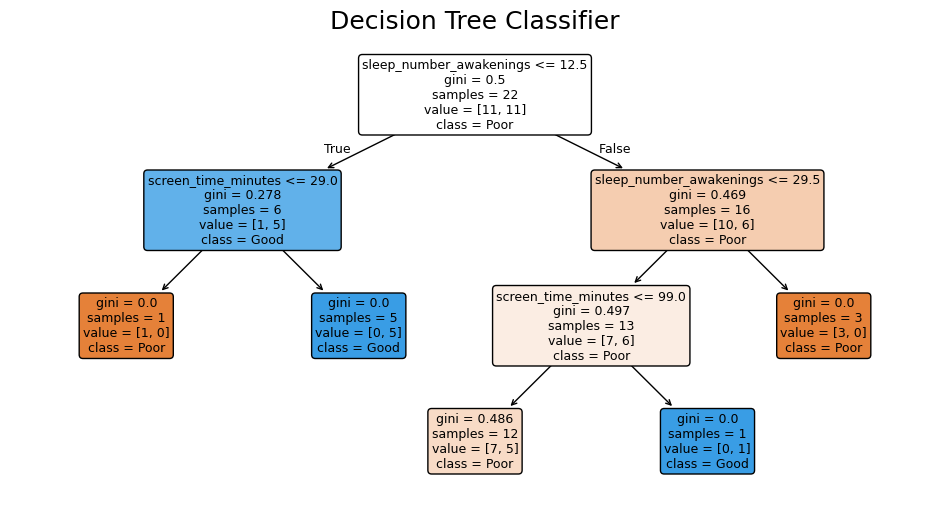 Decision Tree Classifier
sleep_number_awakenings <= 12.5
gini = 0.5
samples = 22
value = [11, 11]
class = Poor
True
False
screen_time_minutes <= 29.0
gini = 0.278
samples = 6
value = [1, 5]
class = Good
sleep_number_awakenings <= 29.5
gini = 0.469
samples = 16
value = [10, 6]
class = Poor
gini = 0.0
samples = 1
value = [1, 0]
class = Poor
gini = 0.0
samples = 5
value = [0, 5]
class = Good
screen_time_minutes <= 99.0
gini = 0.497
samples = 13
value = [7, 6]
class = Poor
gini = 0.0
samples = 3
value = [3, 0]
class = Poor
gini = 0.486
samples = 12
value = [7, 5]
class = Poor
gini = 0.0
samples = 1
value = [0, 1]
class = Good